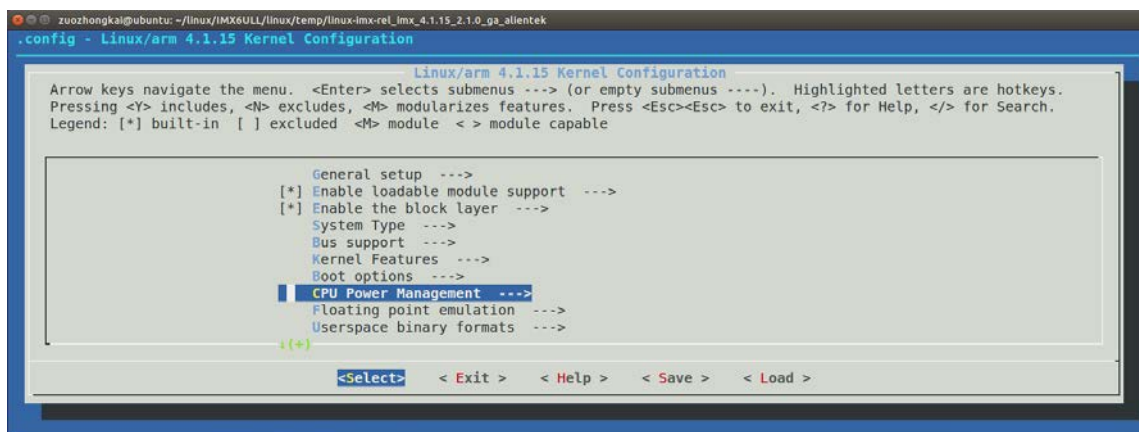 zuozhongkai@ubuntu: ~/linux/IMX6ULL/linux/temp/linux-imx-rel_imx_4.1.15_2.1.0_ga_alientek
.config - Linux/arm 4.1.15 Kernel Configuration
Linux/arm 4.1.15 Kernel Configuration
Arrow keys navigate the menu. <Enter> selects submenus ---> (or empty submenus ----). Highlighted letters are hotkeys.
Pressing <Y> includes, <N> excludes, <M> modularizes features. Press <Esc><Esc> to exit, <?> for Help, </> for Search.
Legend: [*] built-in [ ] excluded <M> module < > module capable
General setup --->
[*] Enable loadable module support --->
[*] Enable the block layer --->
System Type --->
Bus support --->
Kernel Features --->
Boot options --->
CPU Power Management --->
Floating point emulation --->
Userspace binary formats --->
↓(+)
<Select> < Exit > < Help > < Save > < Load >